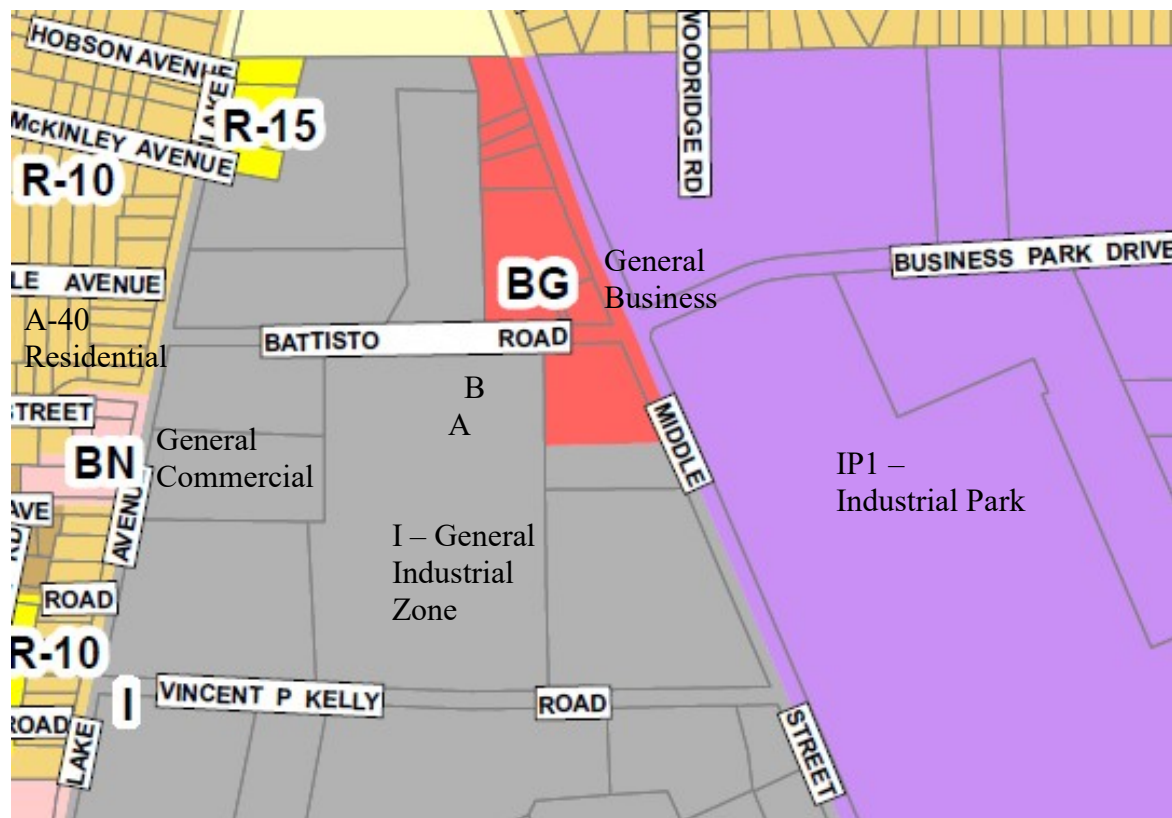 HOBSON AVENUE
LAKE
R-15
WOODRIDGE RD
McKINLEY AVENUE
R-10
LE AVENUE
General
Business
BG
BUSINESS PARK DRIVE
A-40
Residential
BATTISTO ROAD
B
A
STREET
MIDDLE
General
Commercial
BN
IP1 –
Industrial Park
AVE
AVENUE
I – General
Industrial
Zone
ROAD
R-10
I
VINCENT P KELLY ROAD
ROAD
LAKE
STREET